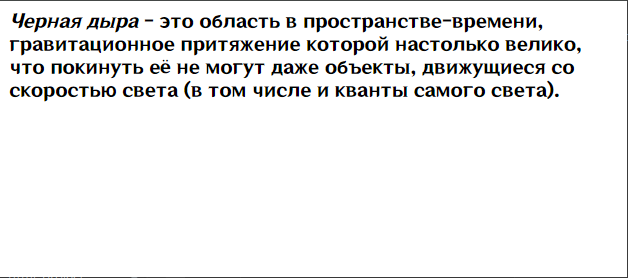 Черная дыра - это область в пространстве-времени,
гравитационное притяжение которой настолько велико,
что покинуть её не могут даже объекты, движущиеся со
скоростью света (в том числе и кванты самого света).